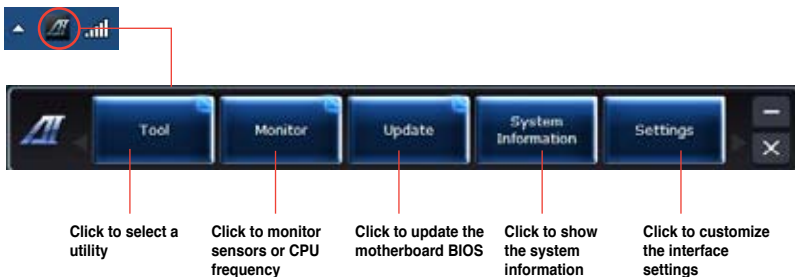 Tool
Monitor
Update
System
Information
Settings
Click to select a
utility
Click to monitor
sensors or CPU
frequency
Click to update the
motherboard BIOS
Click to show
the system
information
Click to customize
the interface
settings